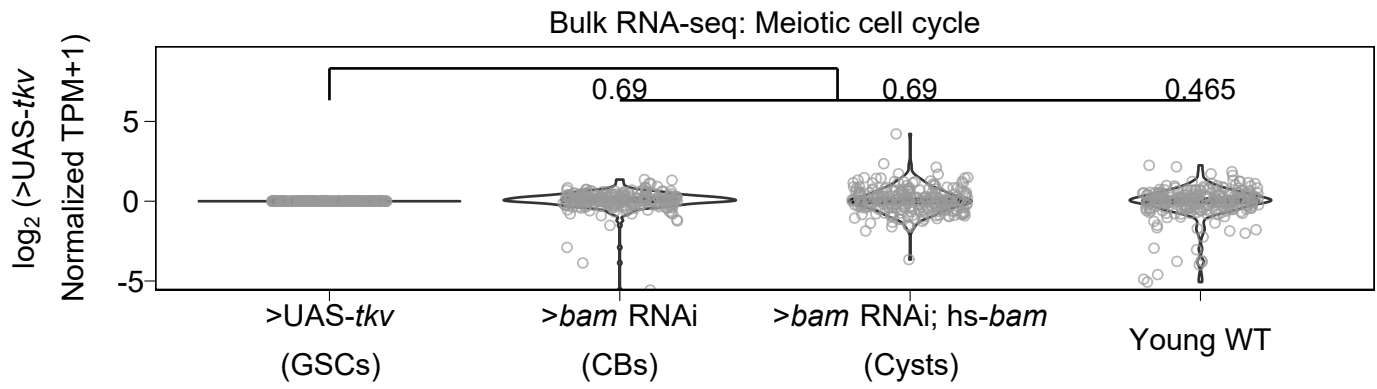 Bulk RNA-seq: Meiotic cell cycle
log₂ (>UAS-tkv
Normalized TPM+1)
0.69 0.69 0.465
5
0
-5
>UAS-tkv >bam RNAi >bam RNAi; hs-bam Young WT
(GSCs) (CBs) (Cysts)